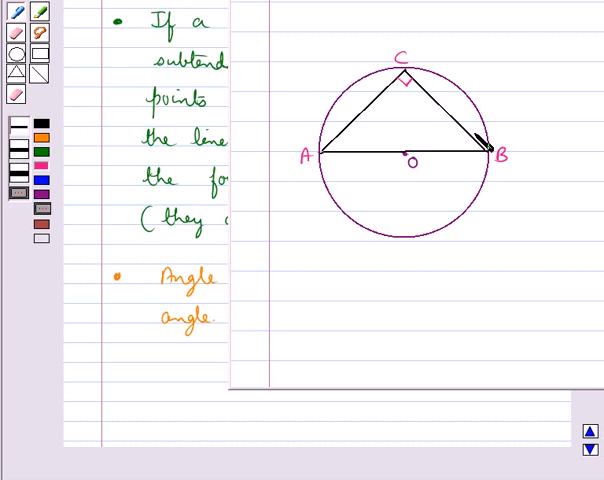 • If a
subtend
points
the line
the fo
(they
• Angle
angle.
C
A
O
B